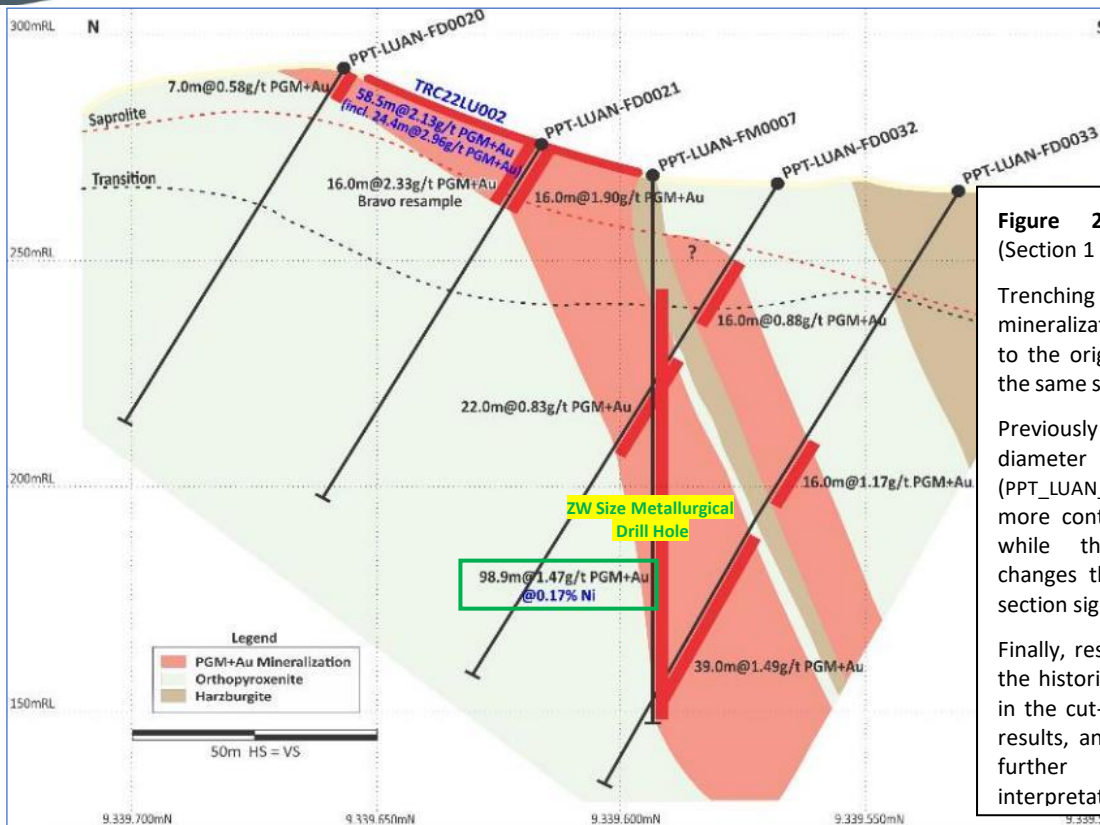 300mRL
N
S
PPT-LUAN-FD0020
PPT-LUAN-FD0021
PPT-LUAN-FM0007
PPT-LUAN-FD0032
PPT-LUAN-FD0033
7.0m@0.58g/t PGM+Au
TRC22LU002
58.5m@2.13g/t PGM+Au
(incl. 24.4m@2.96g/t PGM+Au)
Saprolite
Transition
16.0m@2.33g/t PGM+Au
Bravo resample
16.0m@1.90g/t PGM+Au
250mRL
?
16.0m@0.88g/t PGM+Au
22.0m@0.83g/t PGM+Au
200mRL
16.0m@1.17g/t PGM+Au
ZW Size Metallurgical
Drill Hole
98.9m@1.47g/t PGM+Au
@0.17% Ni
39.0m@1.49g/t PGM+Au
Legend
PGM+Au Mineralization
Orthopyroxenite
Harzburgite
150mRL
50m HS = VS
9.339.700mN
9.339.650mN
9.339.600mN
9.339.550mN
Figure 2
(Section 1
Trenching
mineralizat
to the orig
the same s
Previously
diameter
(PPT_LUAN_
more cont
while th
changes th
section sig
Finally, res
the histori
in the cut-
results, an
further
interpretat